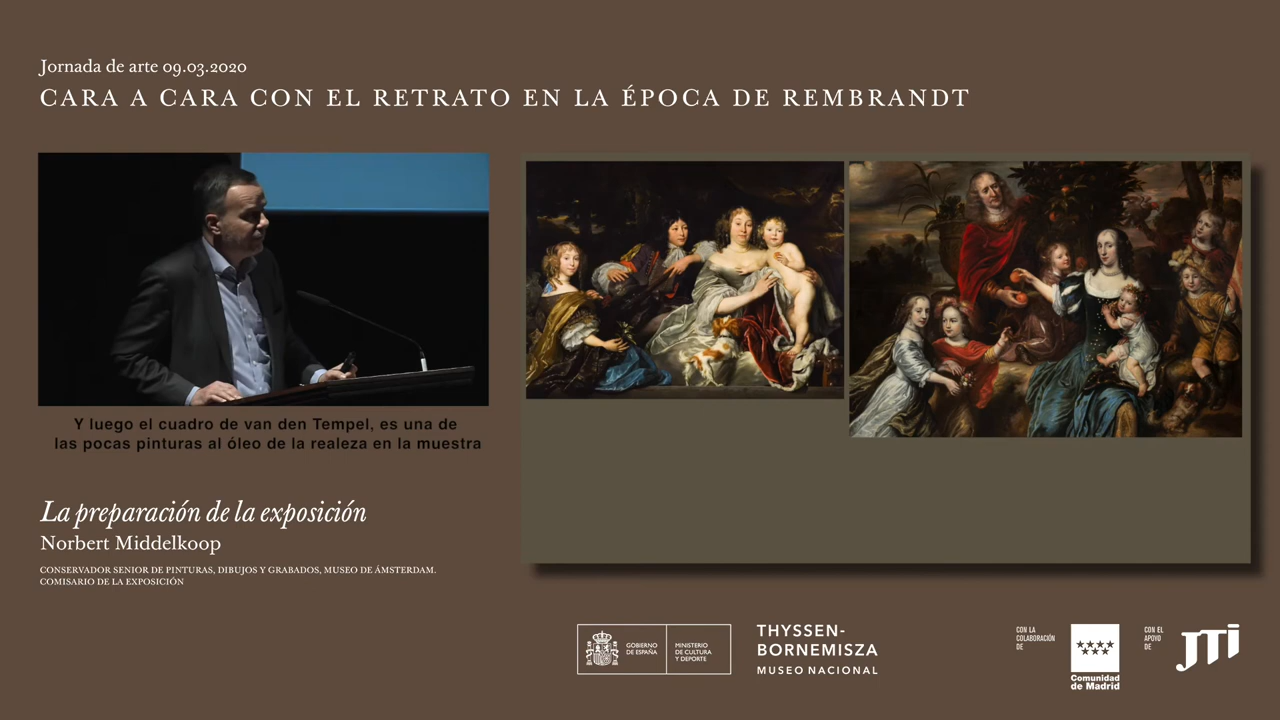 Jornada de arte 09.03.2020
CARA A CARA CON EL RETRATO EN LA ÉPOCA DE REMBRANDT
Y luego el cuadro de van den Tempel, es una de
las pocas pinturas al óleo de la realeza en la muestra
La preparación de la exposición
Norbert Middelkoop
CONSERVADOR SENIOR DE PINTURAS, DIBUJOS Y GRABADOS, MUSEO DE ÁMSTERDAM.
COMISARIO DE LA EXPOSICIÓN
GOBIERNO
DE ESPAÑA
MINISTERIO
DE CULTURA
Y DEPORTE
THYSSEN-
BORNEMISZA
MUSEO NACIONAL
CON LA
COLABORACIÓN
DE
Comunidad
de Madrid
CON EL
APOYO
DE
JTi